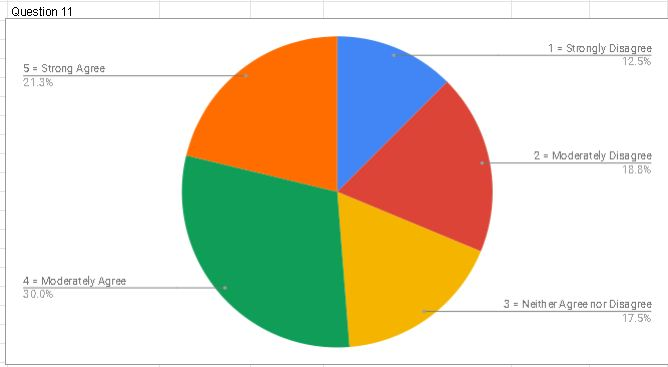 Question 11
1 = Strongly Disagree
12.5%
5 = Strong Agree
21.3%
2 = Moderately Disagree
18.8%
4 = Moderately Agree
30.0%
3 = Neither Agree nor Disagree
17.5%